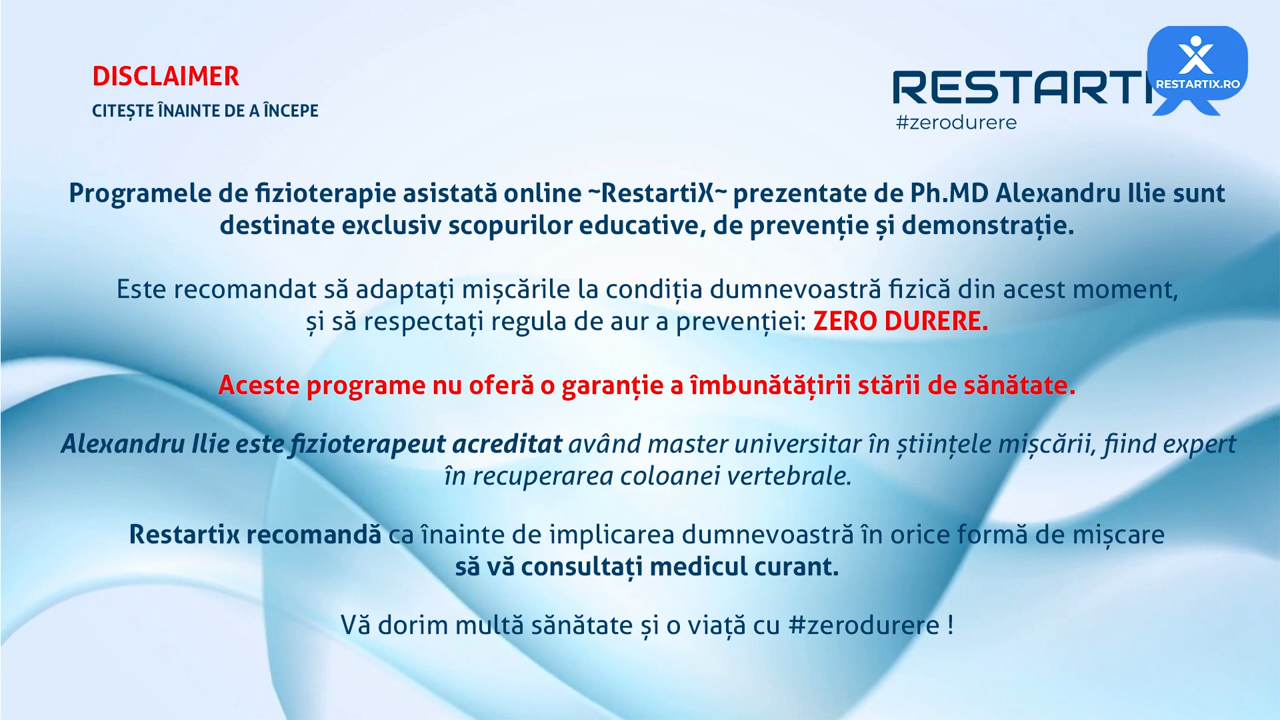 DISCLAIMER
CITEȘTE ÎNAINTE DE A ÎNCEPE
RESTARTIX
RESTARTIX.RO
#zerodurere
Programele de fizioterapie asistată online ~RestartiX~ prezentate de Ph.MD Alexandru Ilie sunt
destinate exclusiv scopurilor educative, de prevenție și demonstrație.
Este recomandat să adaptați mișcările la condiția dumnevoastră fizică din acest moment,
și să respectați regula de aur a prevenției: ZERO DURERE.
Aceste programe nu oferă o garanție a îmbunătățirii stării de sănătate.
Alexandru Ilie este fizioterapeut acreditat având master universitar în științele mișcării, fiind expert
în recuperarea coloanei vertebrale.
Restartix recomandă ca înainte de implicarea dumnevoastră în orice formă de mișcare
să vă consultați medicul curant.
Vă dorim multă sănătate și o viață cu #zerodurere !